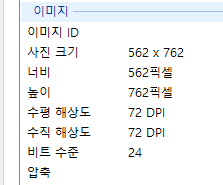 이미지
이미지 ID
사진 크기 562 x 762
너비 562픽셀
높이 762픽셀
수평 해상도 72 DPI
수직 해상도 72 DPI
비트 수준 24
압축